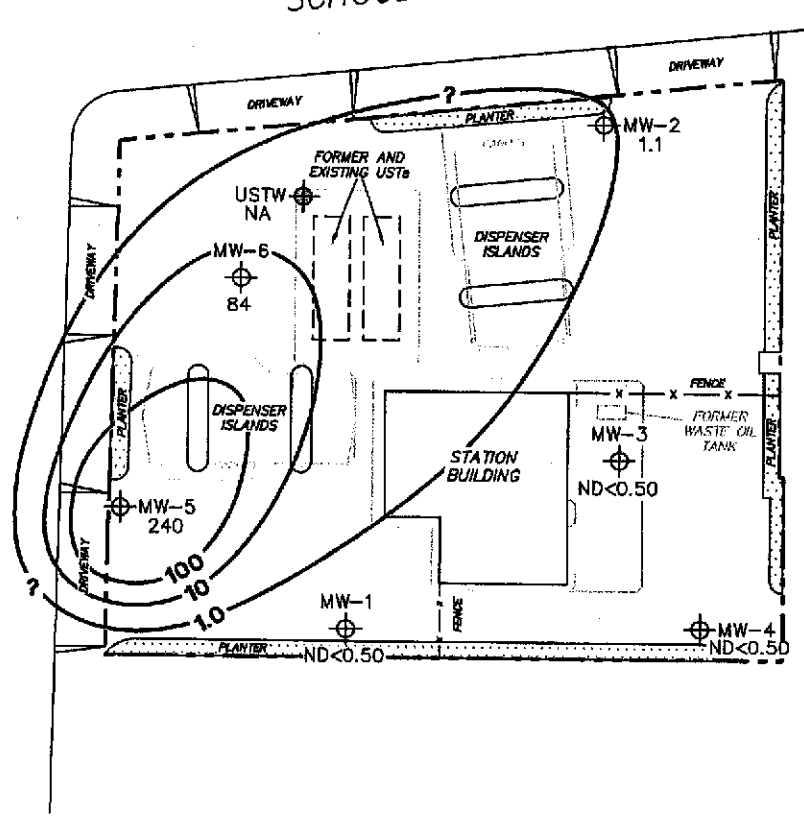 DRIVEWAY
DRIVEWAY
?
PLANTER
MW-2
1.1
FORMER AND
EXISTING USTs
USTW
NA
DISPENSER
ISLANDS
PLANTER
DRIVEWAY
MW-6
84
PLANTER
DISPENSER
ISLANDS
FENCE
x x x
FORMER
WASTE OIL
TANK
MW-3
ND<0.50
STATION
BUILDING
PLANTER
MW-5
240
DRIVEWAY
100
10
1.0
?
MW-1
ND<0.50
FENCE
MW-4
ND<0.50
PLANTER